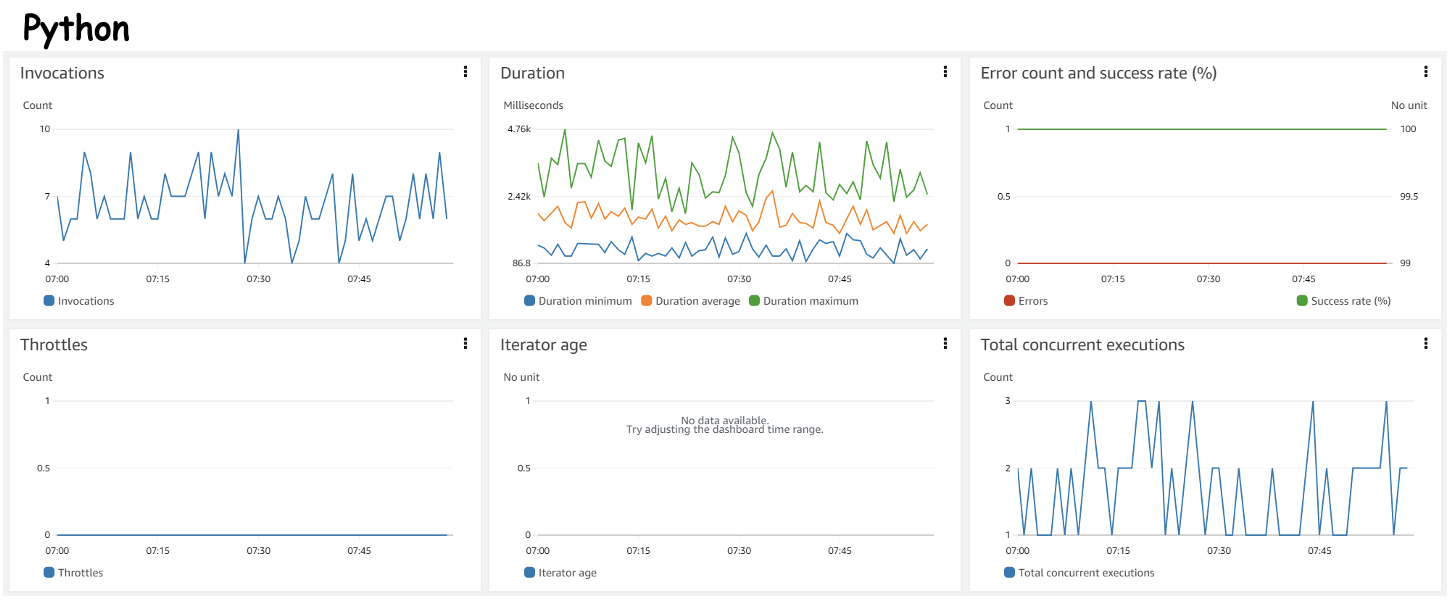 Python
Invocations
Count
10
7
4
07:00 07:15 07:30 07:45
Invocations
Duration
Milliseconds
4.76k
2.42k
86.8
07:00 07:15 07:30 07:45
Duration minimum Duration average Duration maximum
Error count and success rate (%)
Count No unit
1 100
0.5 99.5
0 99
07:00 07:15 07:30 07:45
Errors Success rate (%)
Throttles
Count
1
0.5
0
07:00 07:15 07:30 07:45
Throttles
Iterator age
No unit
1
No data available.
Try adjusting the dashboard time range.
0.5
0
07:00 07:15 07:30 07:45
Iterator age
Total concurrent executions
Count
3
2
1
07:00 07:15 07:30 07:45
Total concurrent executions